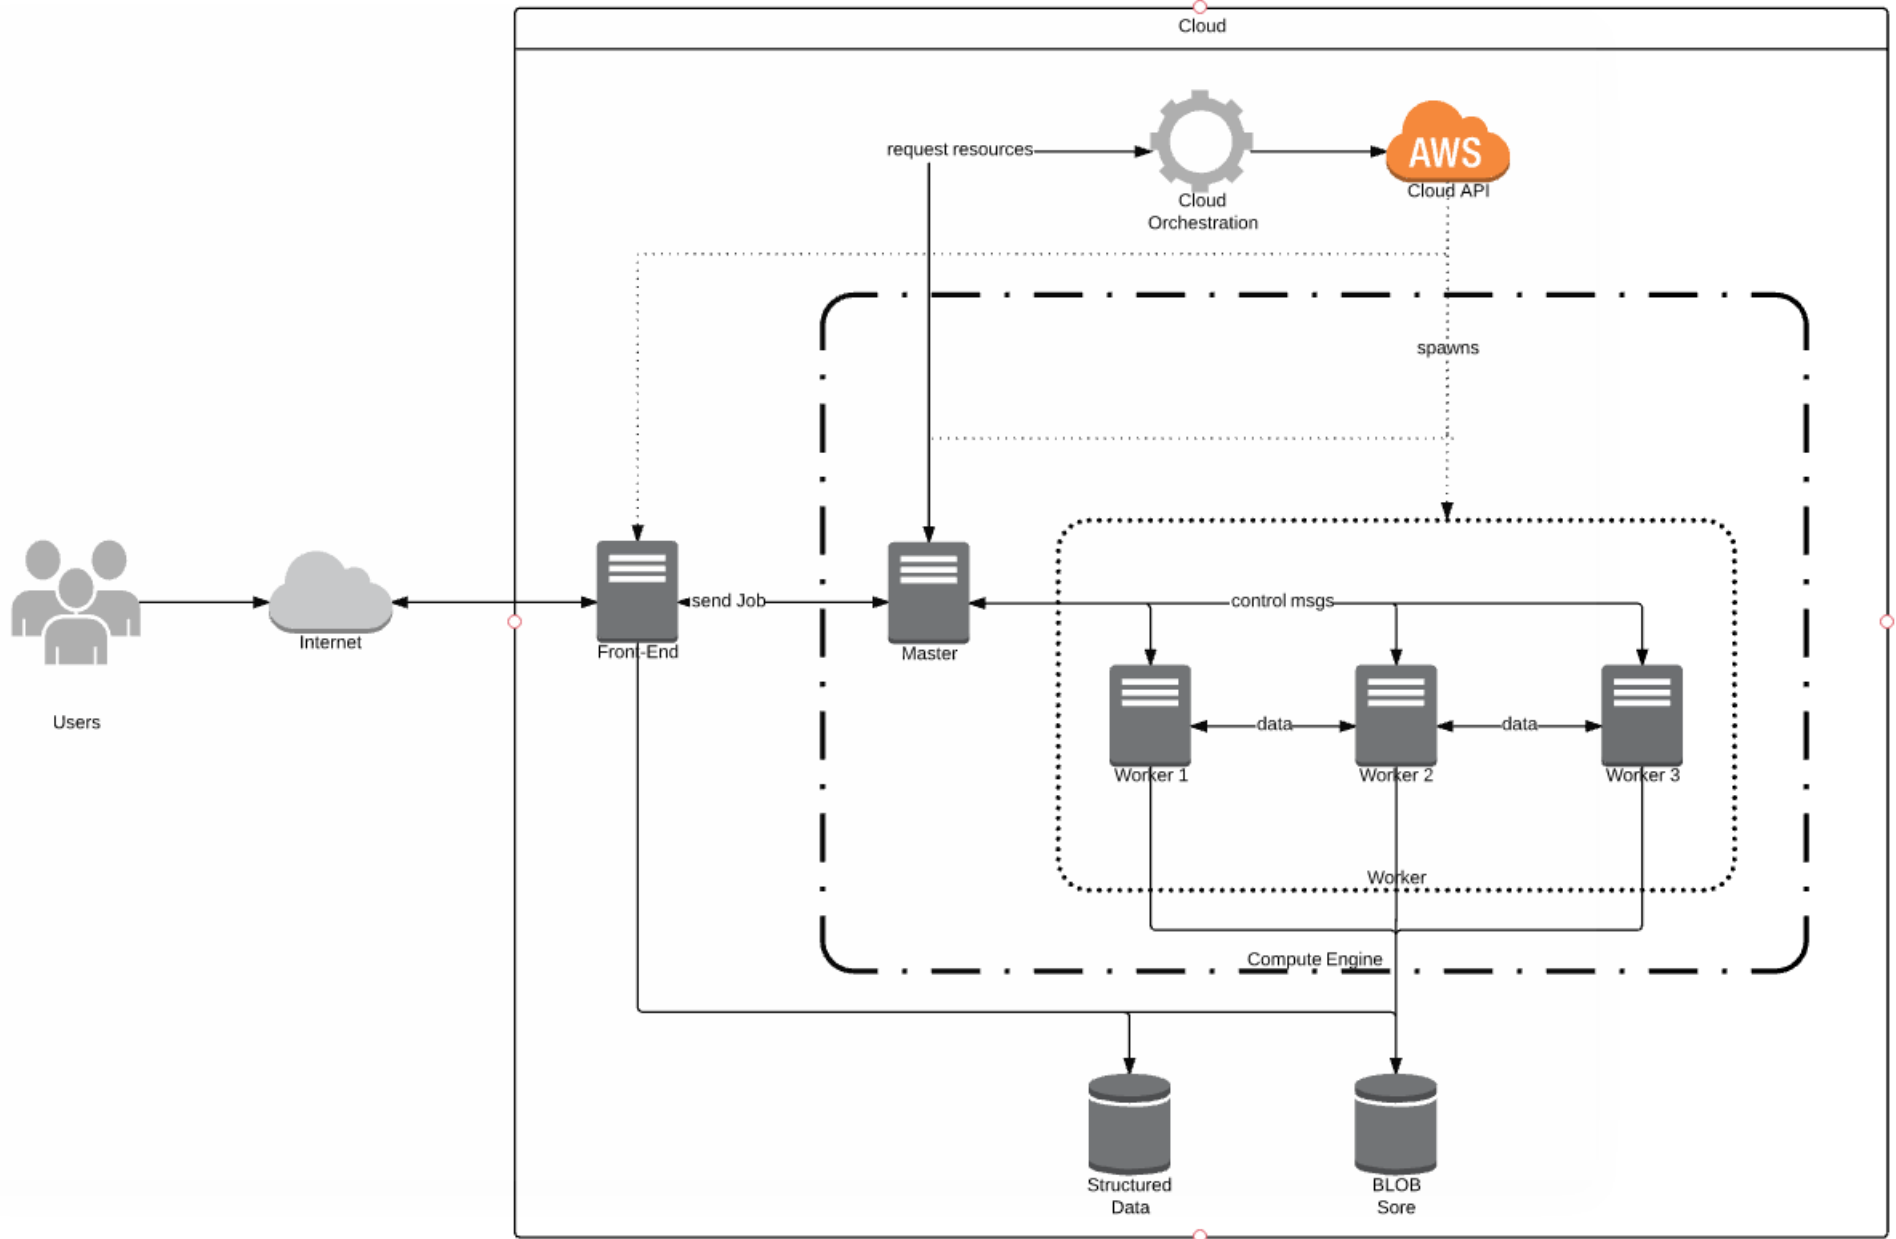 Cloud
request resources
AWS
Cloud API
Cloud
Orchestration
spawns
Users
Internet
Front-End
send Job
Master
control msgs
Worker 1
data
Worker 2
data
Worker 3
Worker
Compute Engine
Structured
Data
BLOB
Sore